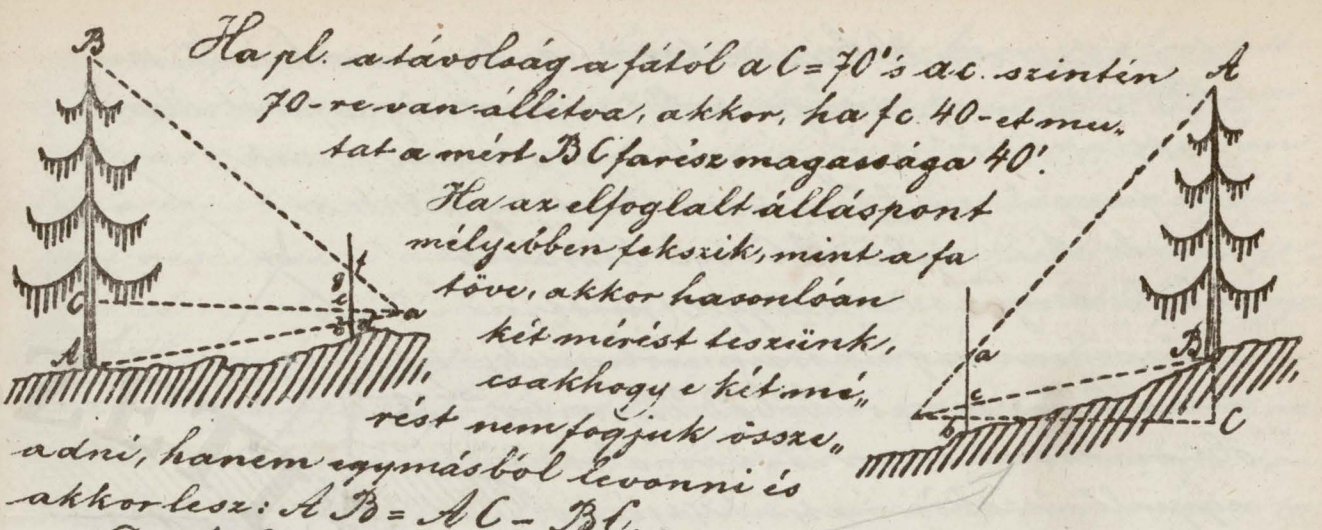 Ha pl. a távolság a fától a C = 70' s a c. szintén
70-re van állitva, akkor, ha fc. 40-et mu„
tat a mért BC farész magassága 40'.
Ha az elfoglalt álláspont
mélyebben fekszik, mint a fa
töve, akkor hasonlóan
két mérést teszünk,
csakhogy e két mé„
rést nem fogjuk össze„
adni, hanem egymásból levonni és
akkor lesz: AB = AC - BC
B
C
A
f
g
a
A
B
C
a
c
b